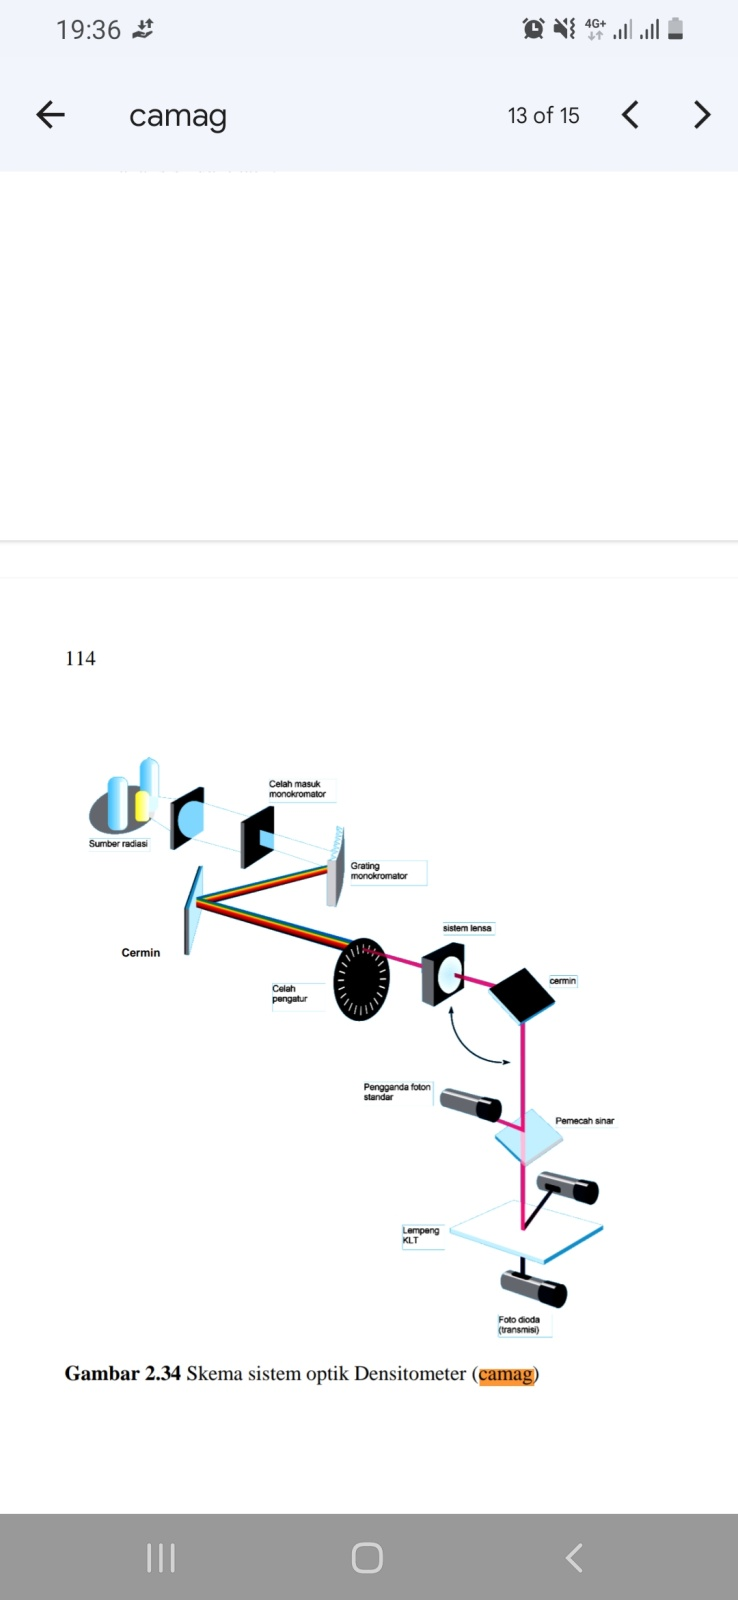 19:36
4G+
camag
13 of 15
114
Celah masuk
monokromator
Sumber radiasi
Grating
monokromator
sistem lensa
Cermin
cermin
Celah
pengatur
Pengganda foton
standar
Pemecah sinar
Lempeng
KLT
Foto dioda
(transmisi)
Gambar 2.34 Skema sistem optik Densitometer (camag)